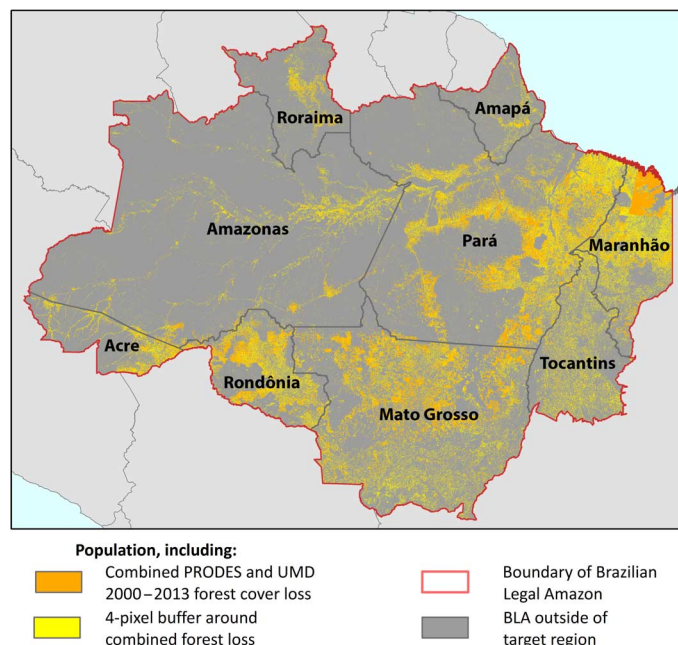 Roraima
Amapá
Amazonas
Pará
Maranhão
Acre
Rondônia
Tocantins
Mato Grosso
Population, including:
Combined PRODES and UMD
2000–2013 forest cover loss
4-pixel buffer around
combined forest loss
Boundary of Brazilian
Legal Amazon
BLA outside of
target region